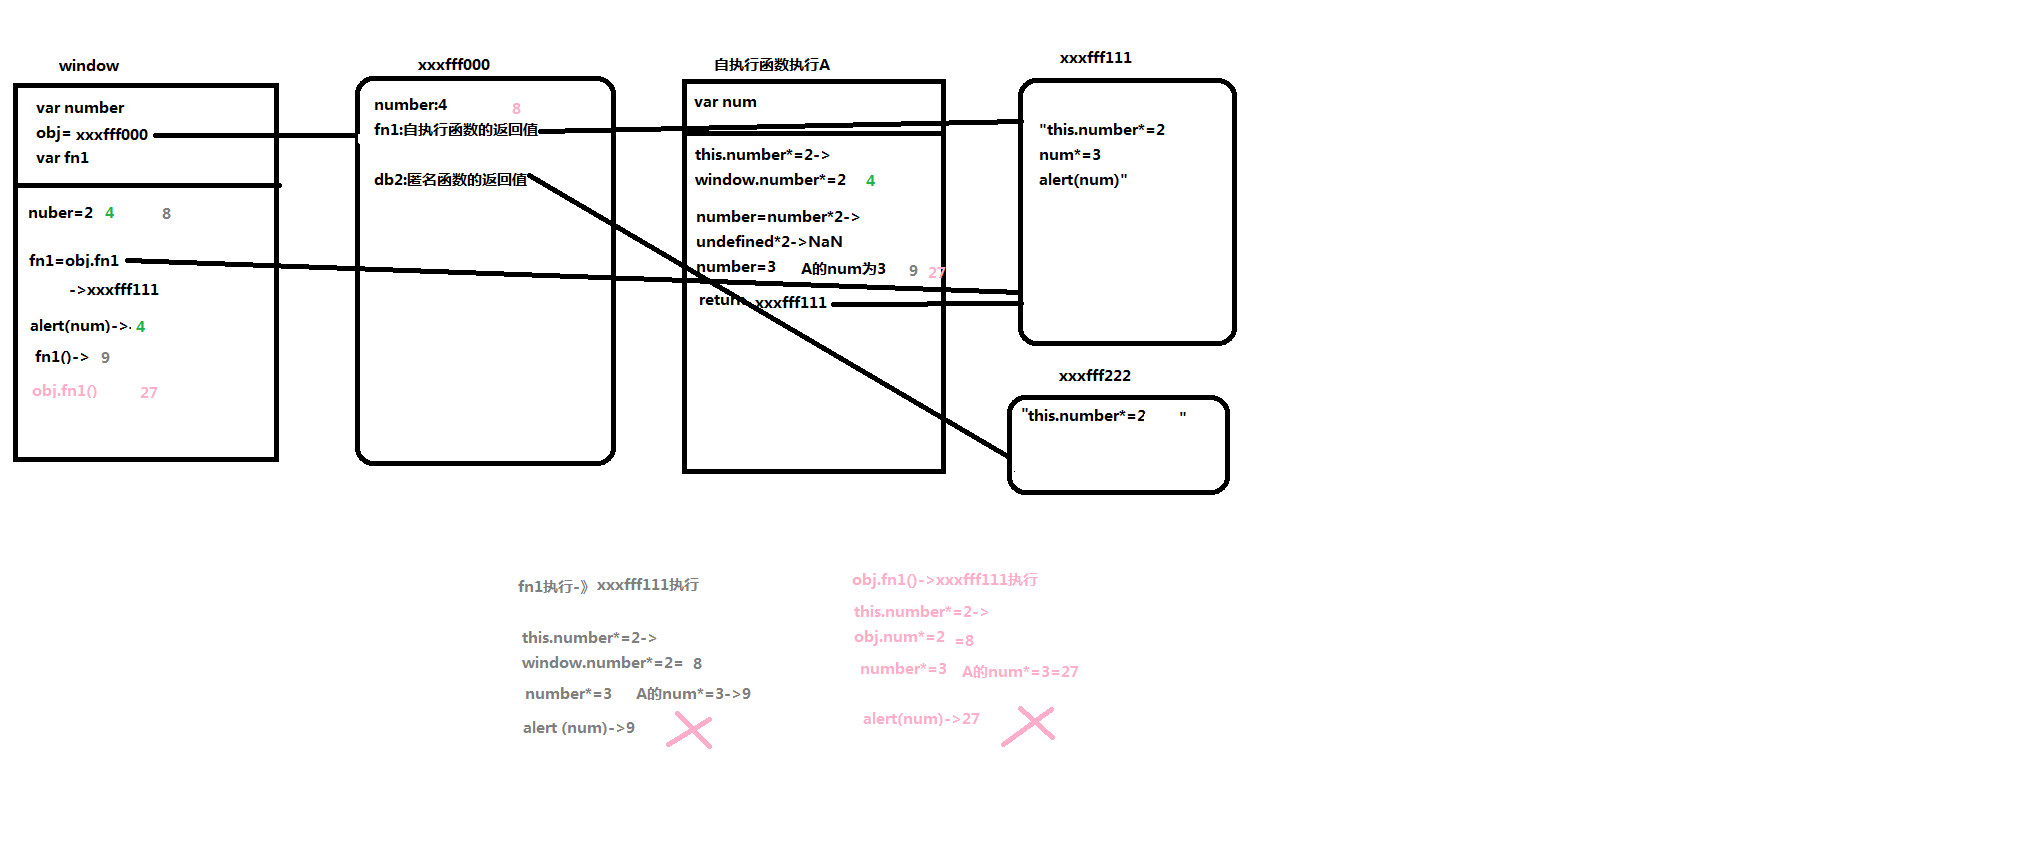 window
var number
obj= xxxfff000
var fn1
nuber=2 4 8
fn1=obj.fn1
->xxxfff111
alert(num)-> 4
fn1()-> 9
obj.fn1() 27
xxxfff000
number:4 8
fn1:自执行函数的返回值
db2:匿名函数的返回值
自执行函数执行A
var num
this.number*=2->
window.number*=2 4
number=number*2->
undefined*2->NaN
number=3 A的num为3 9 27
return xxxfff111
xxxfff111
"this.number*=2
num*=3
alert(num)"
xxxfff222
"this.number*=2 "
fn1执行-》xxxfff111执行
this.number*=2->
window.number*=2= 8
number*=3 A的num*=3->9
alert (num)->9
obj.fn1()->xxxfff111执行
this.number*=2->
obj.num*=2 =8
number*=3 A的num*=3=27
alert(num)->27